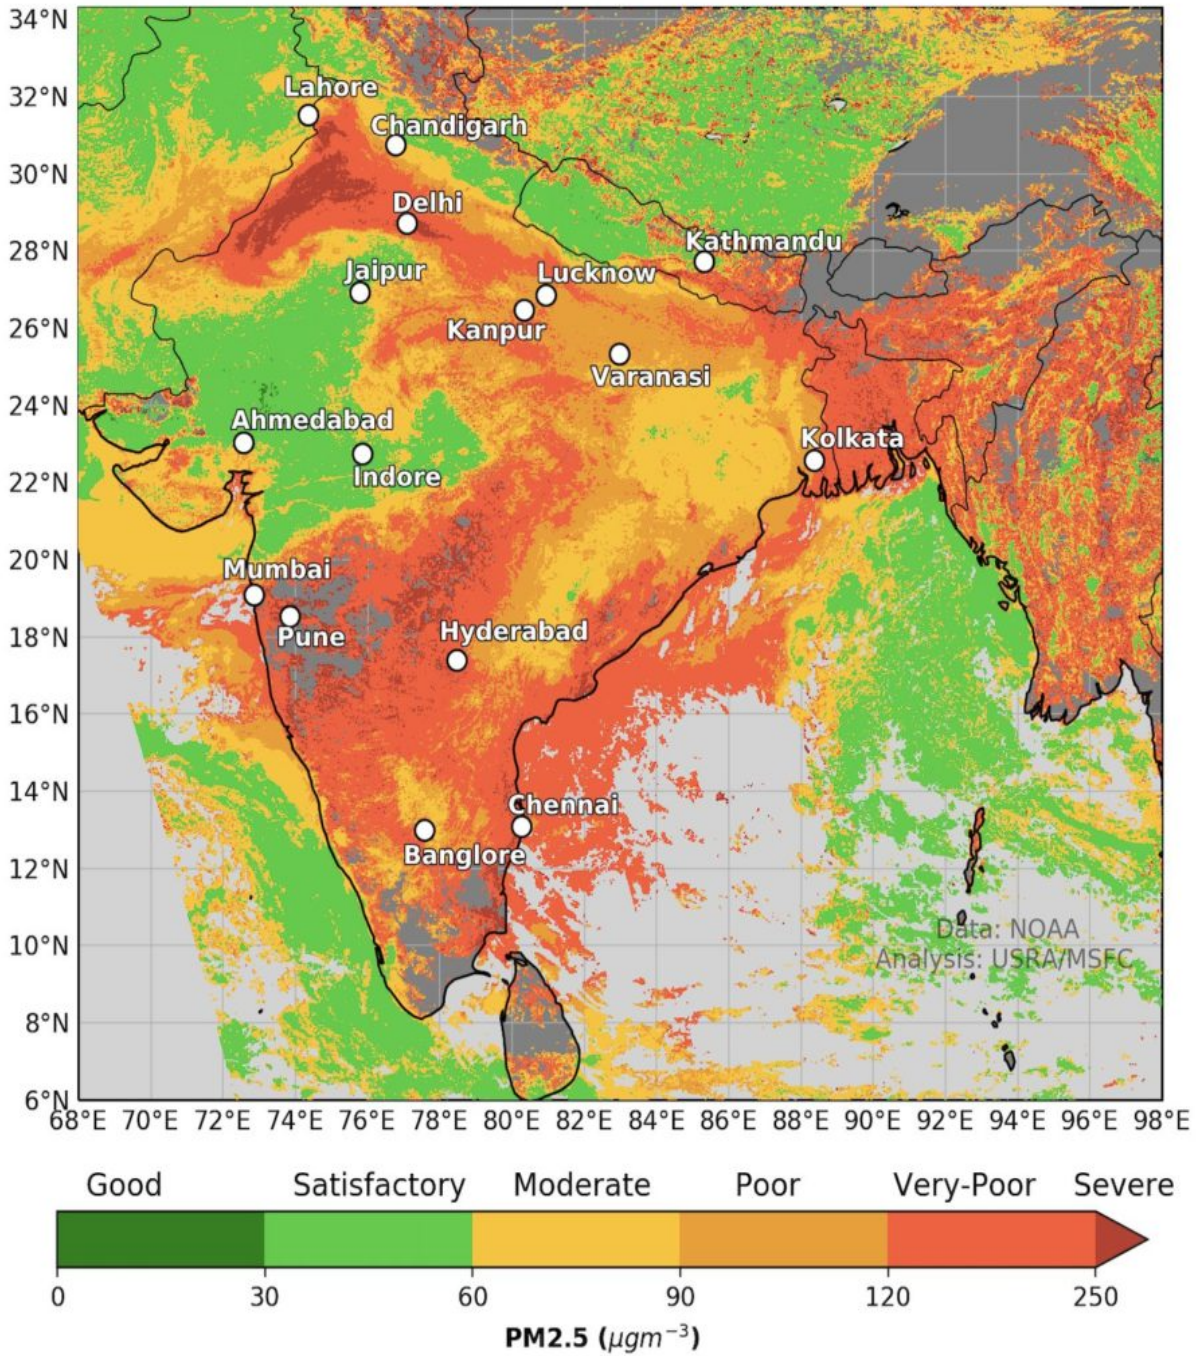 34°N
32°N
30°N
28°N
26°N
24°N
22°N
20°N
18°N
16°N
14°N
12°N
10°N
8°N
6°N
Lahore
Chandigarh
Delhi
Kathmandu
Jaipur
Lucknow
Kanpur
Varanasi
Ahmedabad
Kolkata
Indore
Mumbai
Pune
Hyderabad
Chennai
Banglore
Data: NOAA
Analysis: USRA/MSFC
68°E 70°E 72°E 74°E 76°E 78°E 80°E 82°E 84°E 86°E 88°E 90°E 92°E 94°E 96°E 98°E
Good Satisfactory Moderate Poor Very-Poor Severe
0 30 60 90 120 250
PM2.5 (μgm⁻³)